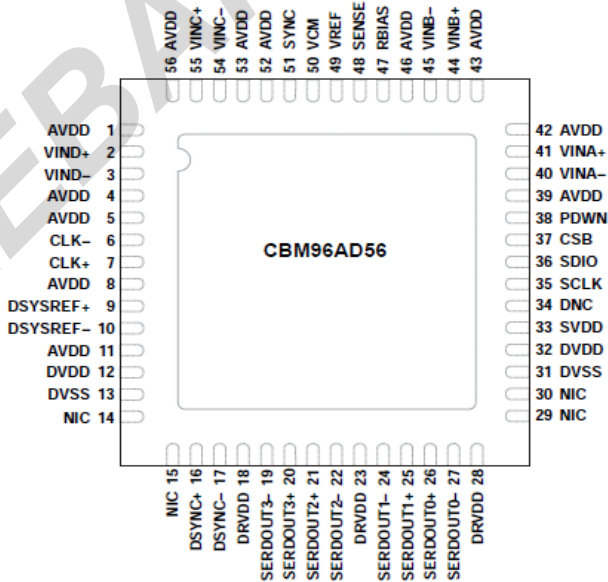 56 AVDD
55 VINC+
54 VINC–
53 AVDD
52 AVDD
51 SYNC
50 VCM
49 VREF
48 SENSE
47 RBIAS
46 AVDD
45 VINB–
44 VINB+
43 AVDD
AVDD 1
VIND+ 2
VIND– 3
AVDD 4
AVDD 5
CLK– 6
CLK+ 7
AVDD 8
DSYSREF+ 9
DSYSREF– 10
AVDD 11
DVDD 12
DVSS 13
NIC 14
CBM96AD56
42 AVDD
41 VINA+
40 VINA–
39 AVDD
38 PDWN
37 CSB
36 SDIO
35 SCLK
34 DNC
33 SVDD
32 DVDD
31 DVSS
30 NIC
29 NIC
NIC 15
DSYNC+ 16
DSYNC– 17
DRVDD 18
SERDOUT3– 19
SERDOUT3+ 20
SERDOUT2+ 21
SERDOUT2– 22
DRVDD 23
SERDOUT1– 24
SERDOUT1+ 25
SERDOUT0+ 26
SERDOUT0– 27
DRVDD 28